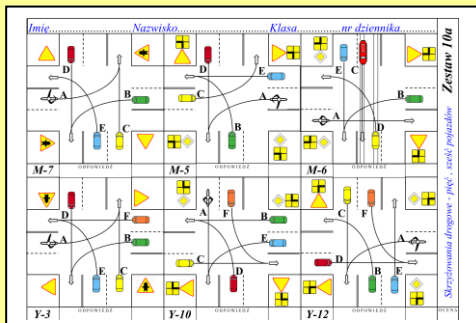 Imię............................Nazwisko............................Klasa............... nr dziennika............
D C A B E
E D C A B
E C A B D
ODPOWIEDŹ ODPOWIEDŹ ODPOWIEDŹ
M-7 M-5 M-6
D F A B E C
A F B E C D
C F A D B E
ODPOWIEDŹ ODPOWIEDŹ ODPOWIEDŹ
Y-3 Y-10 Y-12
Zestaw 10a
Skrzyżowania drogowe - pięć , sześć pojazdów
OCENA